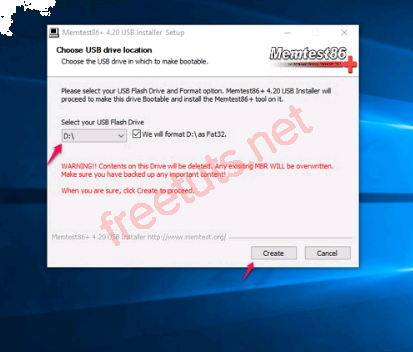 Memtest86+ 4.20 USB Installer Setup
Choose USB drive location
Choose the USB drive in which to make bootable.
Memtest86+
Please select your USB Flash Drive and Format option. Memtest86+ 4.20 USB Installer will
proceed to make this drive Bootable and install the Memtest86+ tool on it.
Select your USB Flash Drive
D:\
We will format D:\ as Fat32.
WARNING!! Contents on this Drive will be deleted. Any exisiting MBR WILL be overwritten.
Make sure you have backed up any important content!
When you are sure, click Create to proceed.
freetuts.net
Memtest86+ 4.20 USB Installer http://www.memtest.org/
Create
Cancel